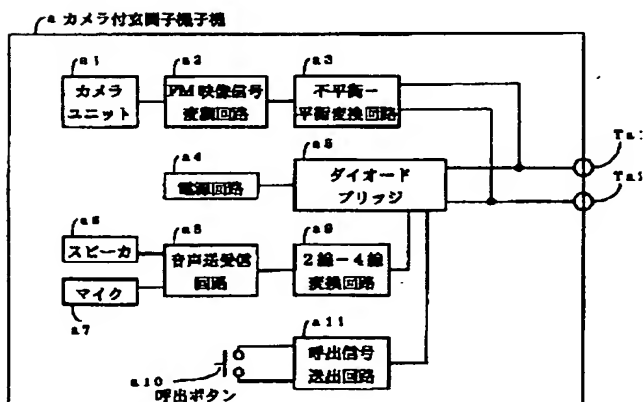 a カメラ付玄関子機子機
a1
カメラ
ユニット
a2
FM映像信号
変調回路
a3
不平衡－
平衡変換回路
a4
電源回路
a5
ダイオード
ブリッジ
a6
スピーカ
マイク
a7
a8
音声送受信
回路
a9
2線－4線
変換回路
a10
呼出ボタン
a11
呼出信号
送出回路